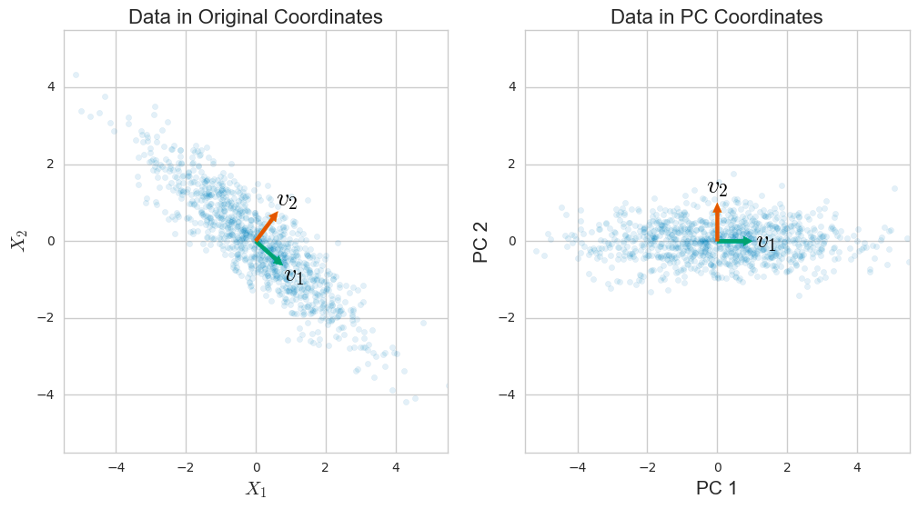 Data in Original Coordinates
X₂
4
2
0
−2
−4
v₂
v₁
−4 −2 0 2 4
X₁
Data in PC Coordinates
PC 2
4
2
0
−2
−4
v₂
v₁
−4 −2 0 2 4
PC 1